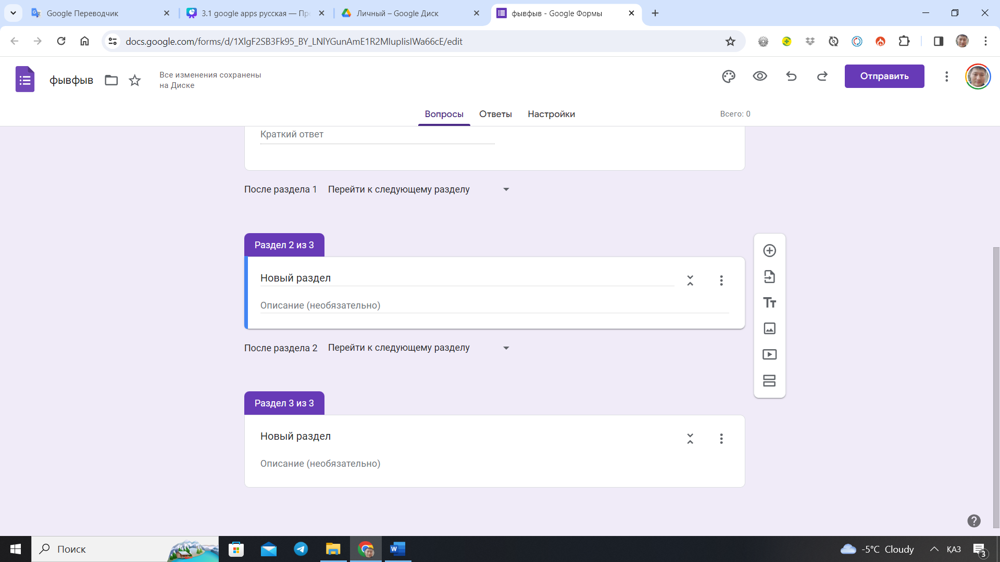 Google Переводчик
3.1 google apps русская — Пр
Личный – Google Диск
фывфыв - Google Формы
docs.google.com/forms/d/1XlgF2SB3Fk95_BY_LNlYGunAmE1R2MIupIisIWa66cE/edit
фывфыв
Все изменения сохранены
на Диске
Отправить
Вопросы
Ответы
Настройки
Всего: 0
Краткий ответ
После раздела 1 Перейти к следующему разделу
Раздел 2 из 3
Новый раздел
Описание (необязательно)
После раздела 2 Перейти к следующему разделу
Раздел 3 из 3
Новый раздел
Описание (необязательно)
Поиск
-5°C Cloudy
ҚАЗ
3